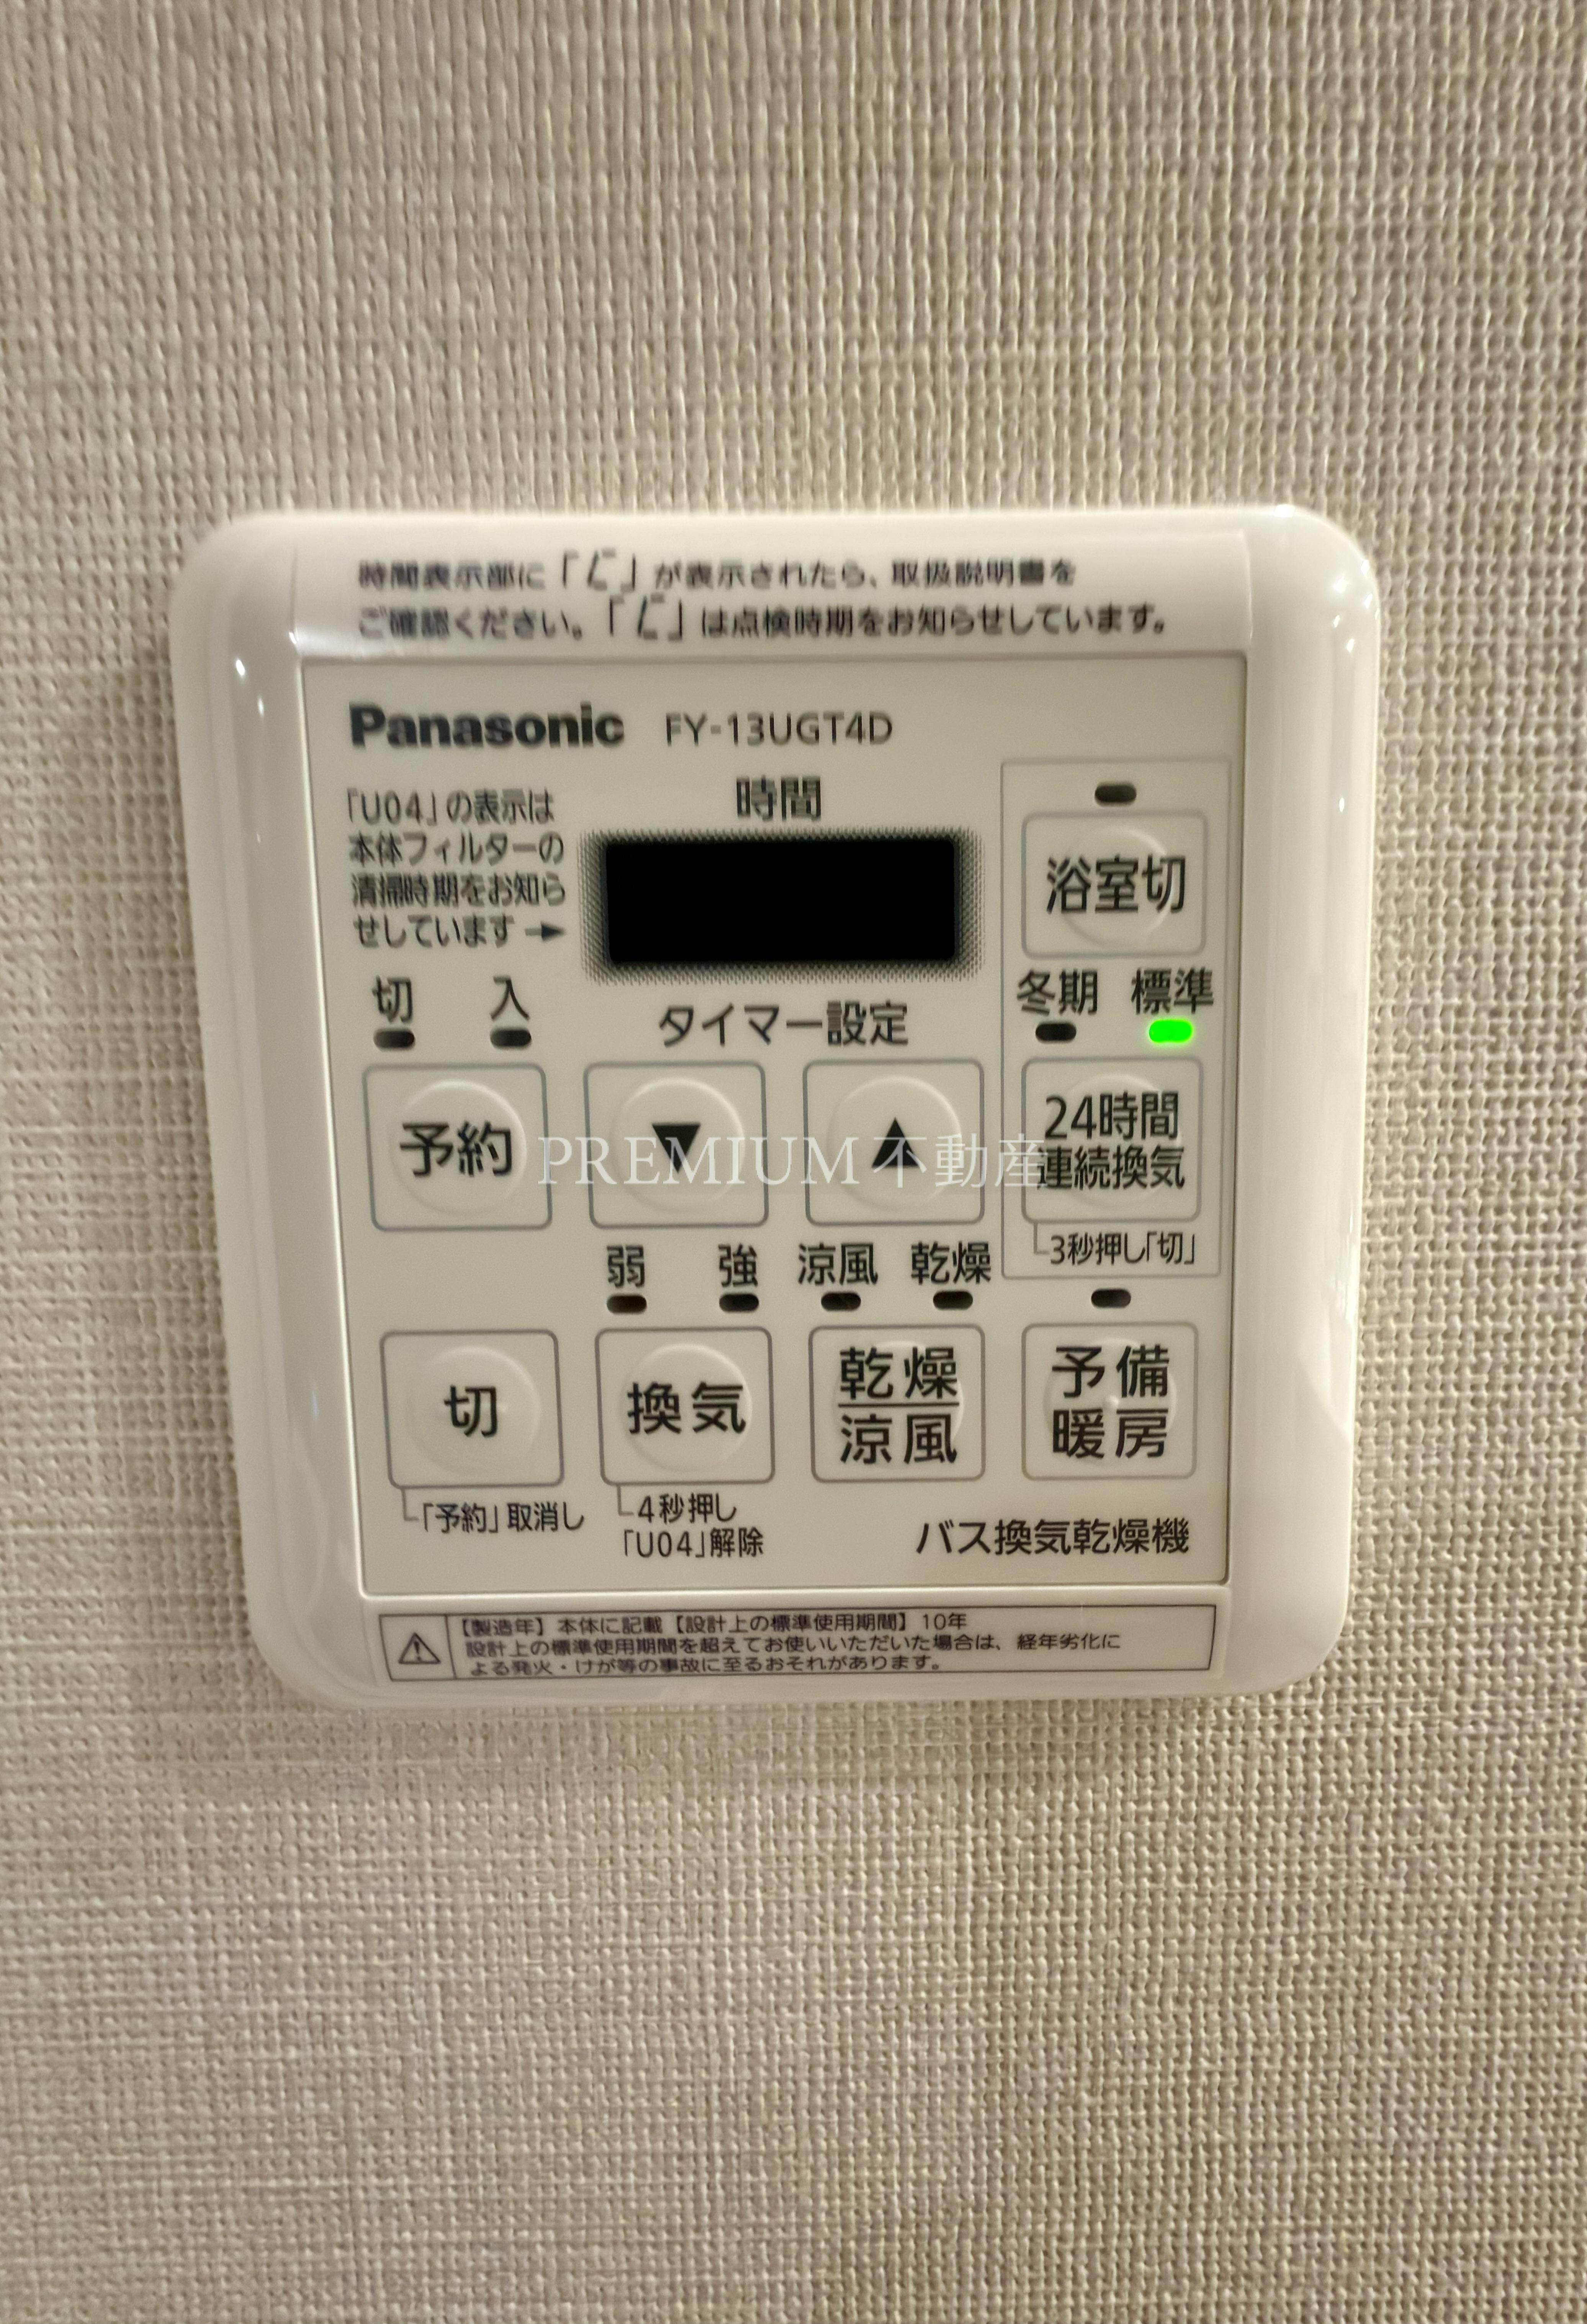 時間表示部に「 」が表示されたら、取扱説明書を
ご確認ください。「 」は点検時期をお知らせしています。
Panasonic FY-13UGT4D
「U04」の表示は
本体フィルターの
清掃時期をお知ら
せしています→
時間
浴室切
切 入
タイマー設定
冬期 標準
予約
▼
▲
24時間
連続換気
3秒押し「切」
PREMIUM不動産
弱 強
涼風 乾燥
切
換気
乾燥
涼風
予備
暖房
「予約」取消し
4秒押し
「U04」解除
バス換気乾燥機
【製造年】本体に記載【設計上の標準使用期間】10年
設計上の標準使用期間を超えてお使いいただいた場合は、経年劣化に
よる発火・けが等の事故に至るおそれがあります。